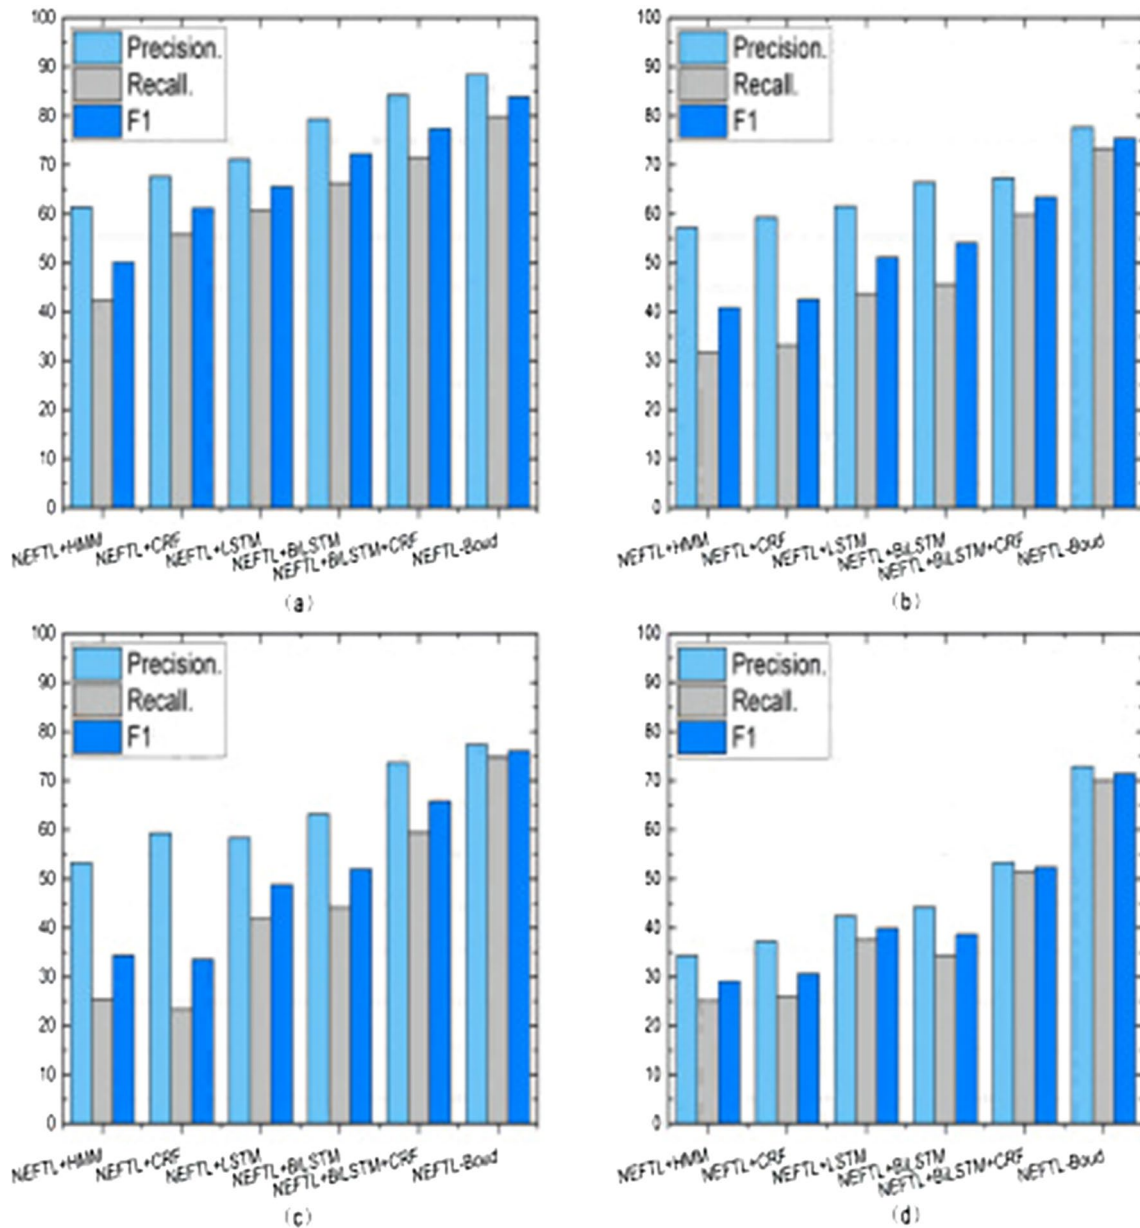 100
90
80
70
60
50
40
30
20
10
0
Precision.
Recall.
F1
NEFTL+HMM
NEFTL+CRF
NEFTL+LSTM
NEFTL+BiLSTM
NEFTL+BiLSTM+CRF
NEFTL-Boud
(a)
100
90
80
70
60
50
40
30
20
10
0
Precision.
Recall.
F1
NEFTL+HMM
NEFTL+CRF
NEFTL+LSTM
NEFTL+BiLSTM
NEFTL+BiLSTM+CRF
NEFTL-Boud
(b)
100
90
80
70
60
50
40
30
20
10
0
Precision.
Recall.
F1
NEFTL+HMM
NEFTL+CRF
NEFTL+LSTM
NEFTL+BiLSTM
NEFTL+BiLSTM+CRF
NEFTL-Boud
(c)
100
90
80
70
60
50
40
30
20
10
0
Precision.
Recall.
F1
NEFTL+HMM
NEFTL+CRF
NEFTL+LSTM
NEFTL+BiLSTM
NEFTL+BiLSTM+CRF
NEFTL-Boud
(d)